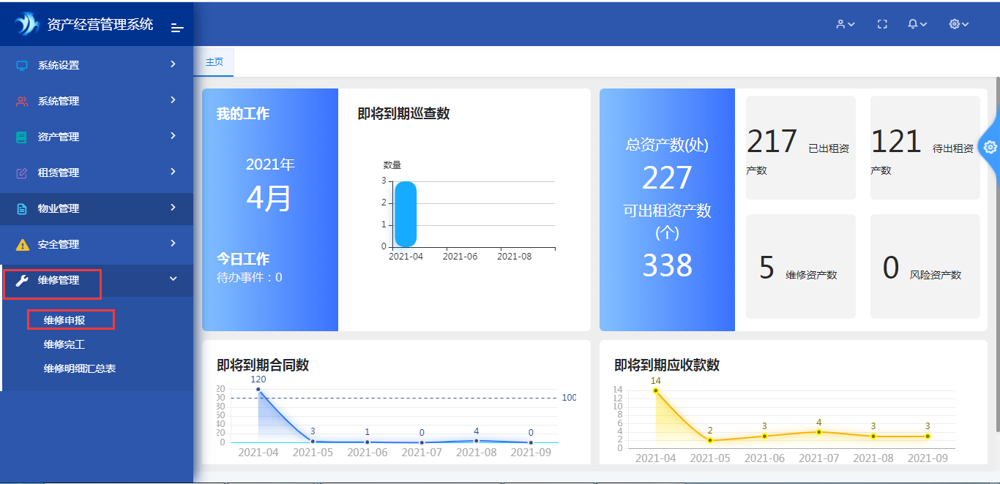 资产经营管理系统
系统设置
系统管理
资产管理
租赁管理
物业管理
安全管理
维修管理
维修申报
维修完工
维修明细汇总表
主页
我的工作
2021年
4月
今日工作
待办事件：0
即将到期巡查数
数量
3
2
1
0
2021-04 2021-06 2021-08
总资产数(处)
227
可出租资产数
(个)
338
217 已出租资
产数
121 待出租资
产数
5 维修资产数
0 风险资产数
即将到期合同数
120
20
00
80
60
40
20
0
100
3 1 0 4 0
2021-04 2021-05 2021-06 2021-07 2021-08 2021-09
即将到期应收款数
14
14
12
10
8
6
4
2
0
2 3 4 3 3
2021-04 2021-05 2021-06 2021-07 2021-08 2021-09